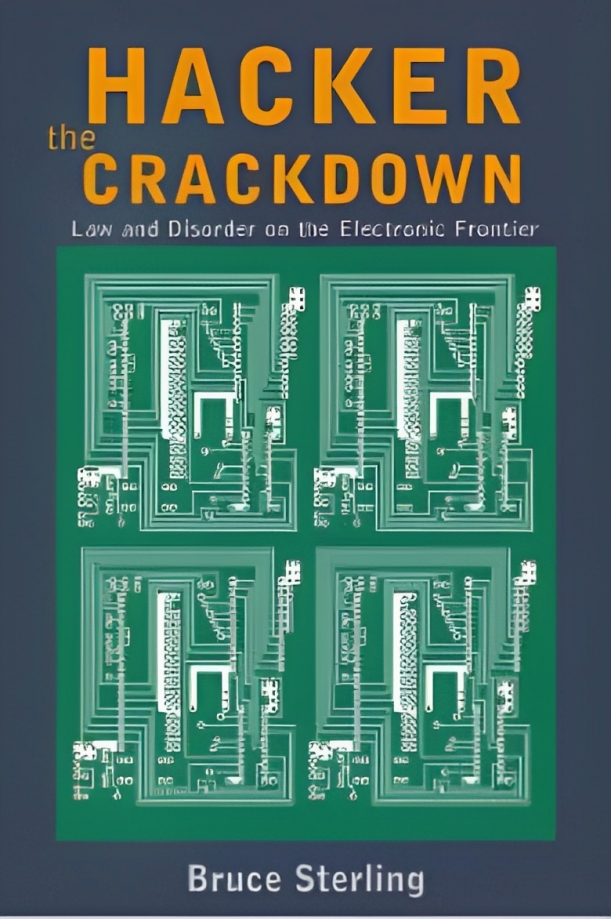 HACKER
the
CRACKDOWN
Law and Disorder on the Electronic Frontier
Bruce Sterling